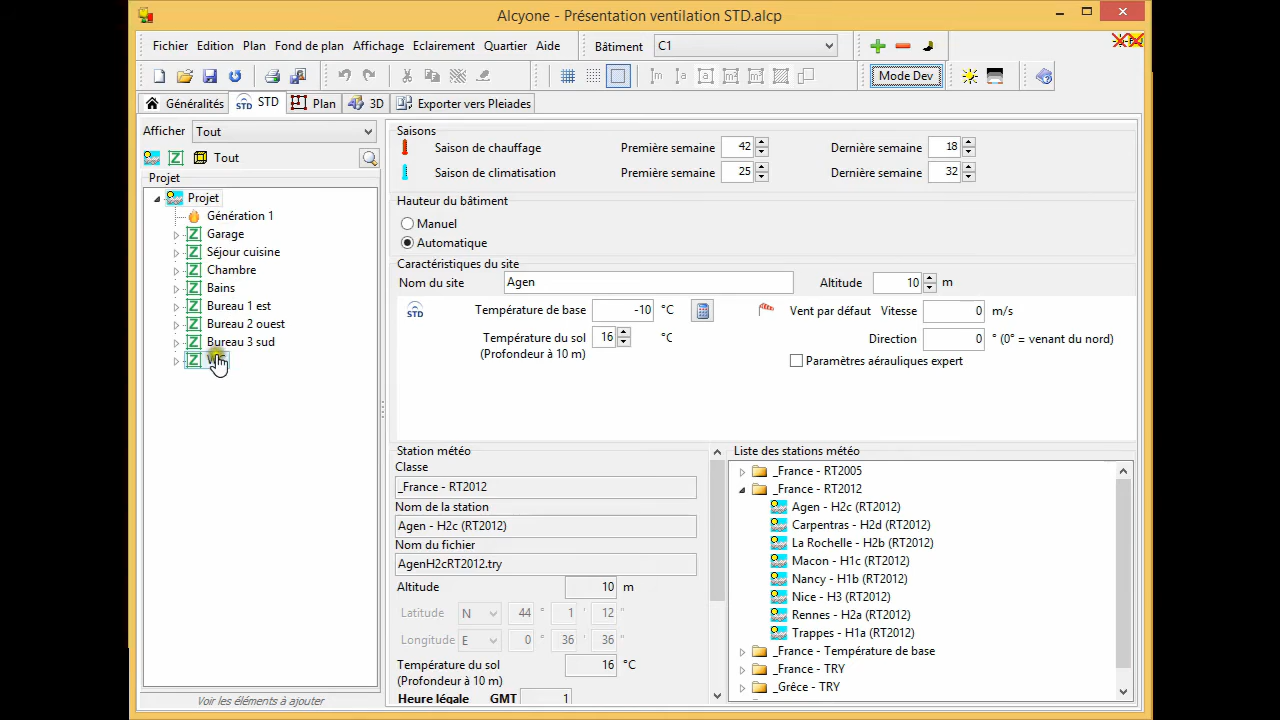 Alcyone - Présentation ventilation STD.alcp
Fichier Edition Plan Fond de plan Affichage Eclairement Quartier Aide Bâtiment C1
Mode Dev
Généralités STD Plan 3D Exporter vers Pleiades
Afficher Tout
Tout
Projet
Projet
Génération 1
Garage
Séjour cuisine
Chambre
Bains
Bureau 1 est
Bureau 2 ouest
Bureau 3 sud
Voir les éléments à ajouter
Saisons
Saison de chauffage Première semaine 42 Dernière semaine 18
Saison de climatisation Première semaine 25 Dernière semaine 32
Hauteur du bâtiment
Manuel
Automatique
Caractéristiques du site
Nom du site Agen Altitude 10 m
STD Température de base -10 °C Vent par défaut Vitesse 0 m/s
Température du sol 16 °C Direction 0 ° (0° = venant du nord)
(Profondeur à 10 m)
Paramètres aérauliques expert
Station météo
Classe
_France - RT2012
Nom de la station
Agen - H2c (RT2012)
Nom du fichier
AgenH2cRT2012.try
Altitude 10 m
Latitude N 44 ° 1 ' 12 "
Longitude E 0 ° 36 ' 36 "
Température du sol 16 °C
(Profondeur à 10 m)
Heure légale GMT 1
Liste des stations météo
_France - RT2005
_France - RT2012
Agen - H2c (RT2012)
Carpentras - H2d (RT2012)
La Rochelle - H2b (RT2012)
Macon - H1c (RT2012)
Nancy - H1b (RT2012)
Nice - H3 (RT2012)
Rennes - H2a (RT2012)
Trappes - H1a (RT2012)
_France - Température de base
_France - TRY
_Grêce - TRY